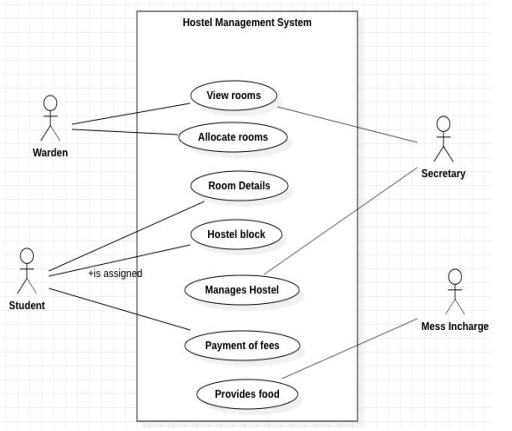 Hostel Management System
View rooms
Allocate rooms
Warden
Secretary
Room Details
Hostel block
+is assigned
Student
Manages Hostel
Mess Incharge
Payment of fees
Provides food